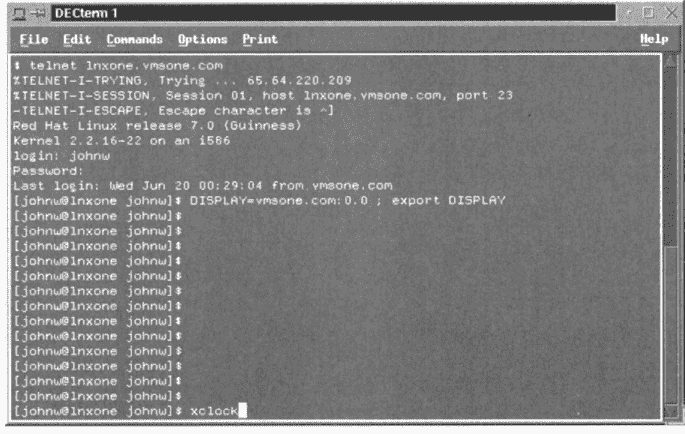 DECterm 1
File Edit Commands Options Print Help
$ telnet lnxone.vmsone.com
%TELNET-I-TRYING, Trying ... 65.64.220.209
%TELNET-I-SESSION, Session 01, host lnxone.vmsone.com, port 23
-TELNET-I-ESCAPE, Escape character is ^]
Red Hat Linux release 7.0 (Guinness)
Kernel 2.2.16-22 on an i586
login: johnw
Password:
Last login: Wed Jun 20 00:29:04 from vmsone.com
[johnw@lnxone johnw]$ DISPLAY=vmsone.com:0.0 ; export DISPLAY
[johnw@lnxone johnw]$
[johnw@lnxone johnw]$
[johnw@lnxone johnw]$
[johnw@lnxone johnw]$
[johnw@lnxone johnw]$
[johnw@lnxone johnw]$
[johnw@lnxone johnw]$
[johnw@lnxone johnw]$
[johnw@lnxone johnw]$
[johnw@lnxone johnw]$
[johnw@lnxone johnw]$
[johnw@lnxone johnw]$
[johnw@lnxone johnw]$
[johnw@lnxone johnw]$ xclock